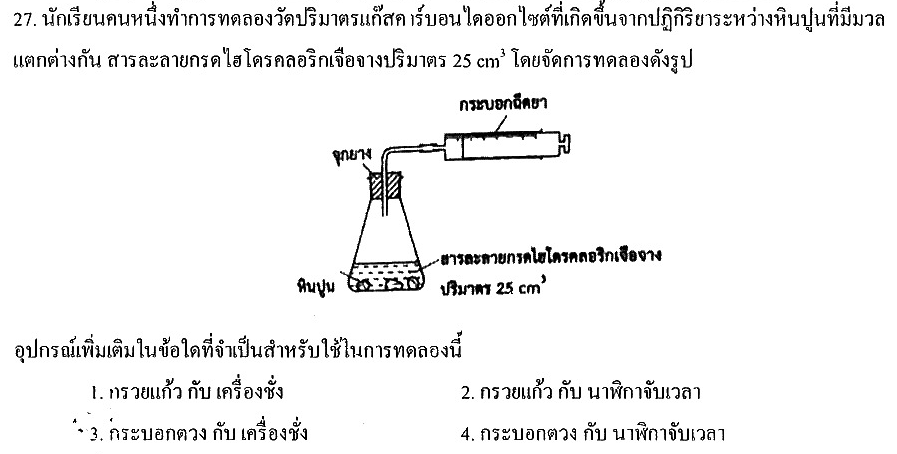 27. นักเรียนคนหนึ่งทำการทดลองวัดปริมาตรแก๊สคาร์บอนไดออกไซต์ที่เกิดขึ้นจากปฏิกิริยาระหว่างหินปูนที่มีมวล
แตกต่างกัน สารละลายกรดไฮโดรคลอริกเจือจางปริมาตร 25 cm³ โดยจัดการทดลองดังรูป
กระบอกฉีดยา
จุกยาง
สารละลายกรดไฮโดรคลอริกเจือจาง
หินปูน ปริมาตร 25 cm³
อุปกรณ์เพิ่มเติมในข้อใดที่จำเป็นสำหรับใช้ในการทดลองนี้
1. กรวยแก้ว กับ เครื่องชั่ง 2. กรวยแก้ว กับ นาฬิกาจับเวลา
3. กระบอกตวง กับ เครื่องชั่ง 4. กระบอกตวง กับ นาฬิกาจับเวลา